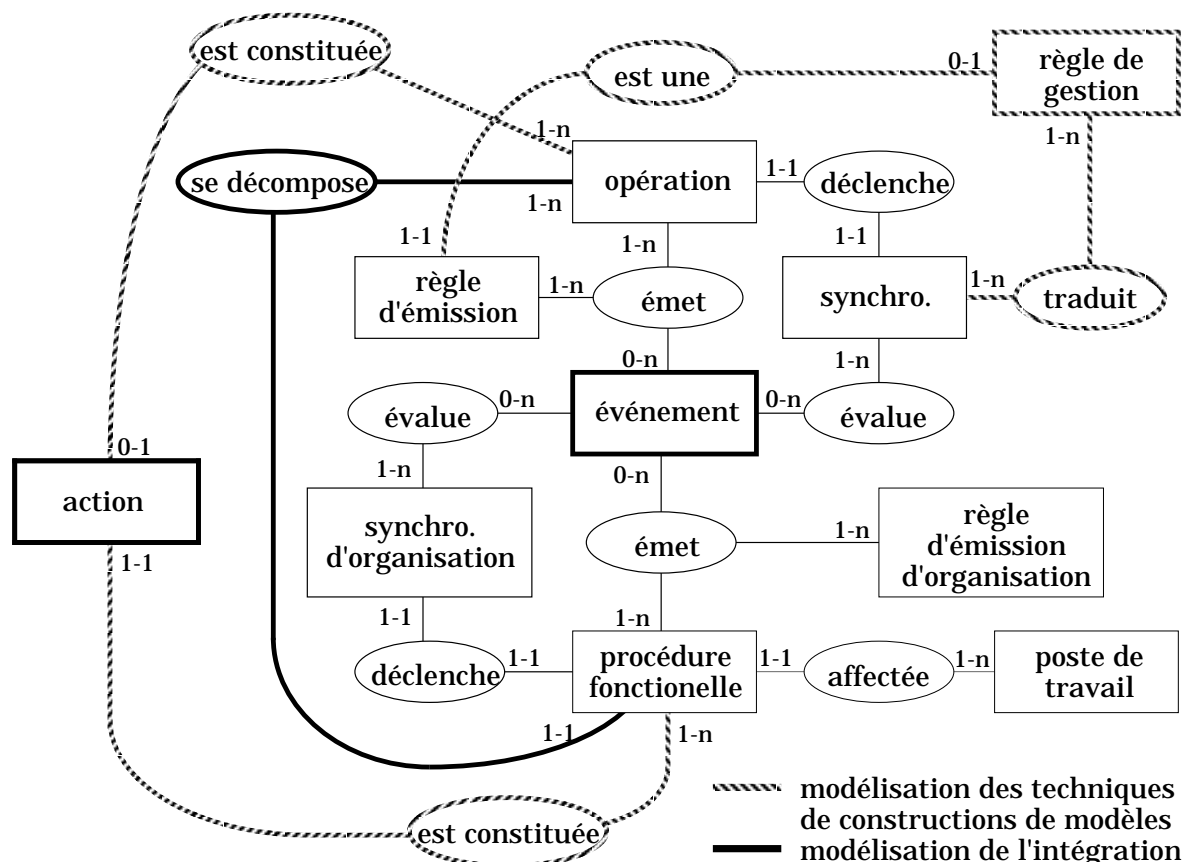 est constituée
est une
0-1
règle de
gestion
1-n
1-n
se décompose
1-n
opération
1-1
déclenche
1-1
1-n
1-1
règle
d'émission
1-n
émet
synchro.
1-n
traduit
0-n
1-n
évalue
0-n
événement
0-n
évalue
0-1
action
1-1
1-n
0-n
synchro.
d'organisation
émet
1-n
règle
d'émission
d'organisation
1-1
1-n
déclenche
1-1
procédure
fonctionelle
1-1
affectée
1-n
poste de
travail
1-1
1-n
est constituée
modélisation des techniques
de constructions de modèles
modélisation de l'intégration